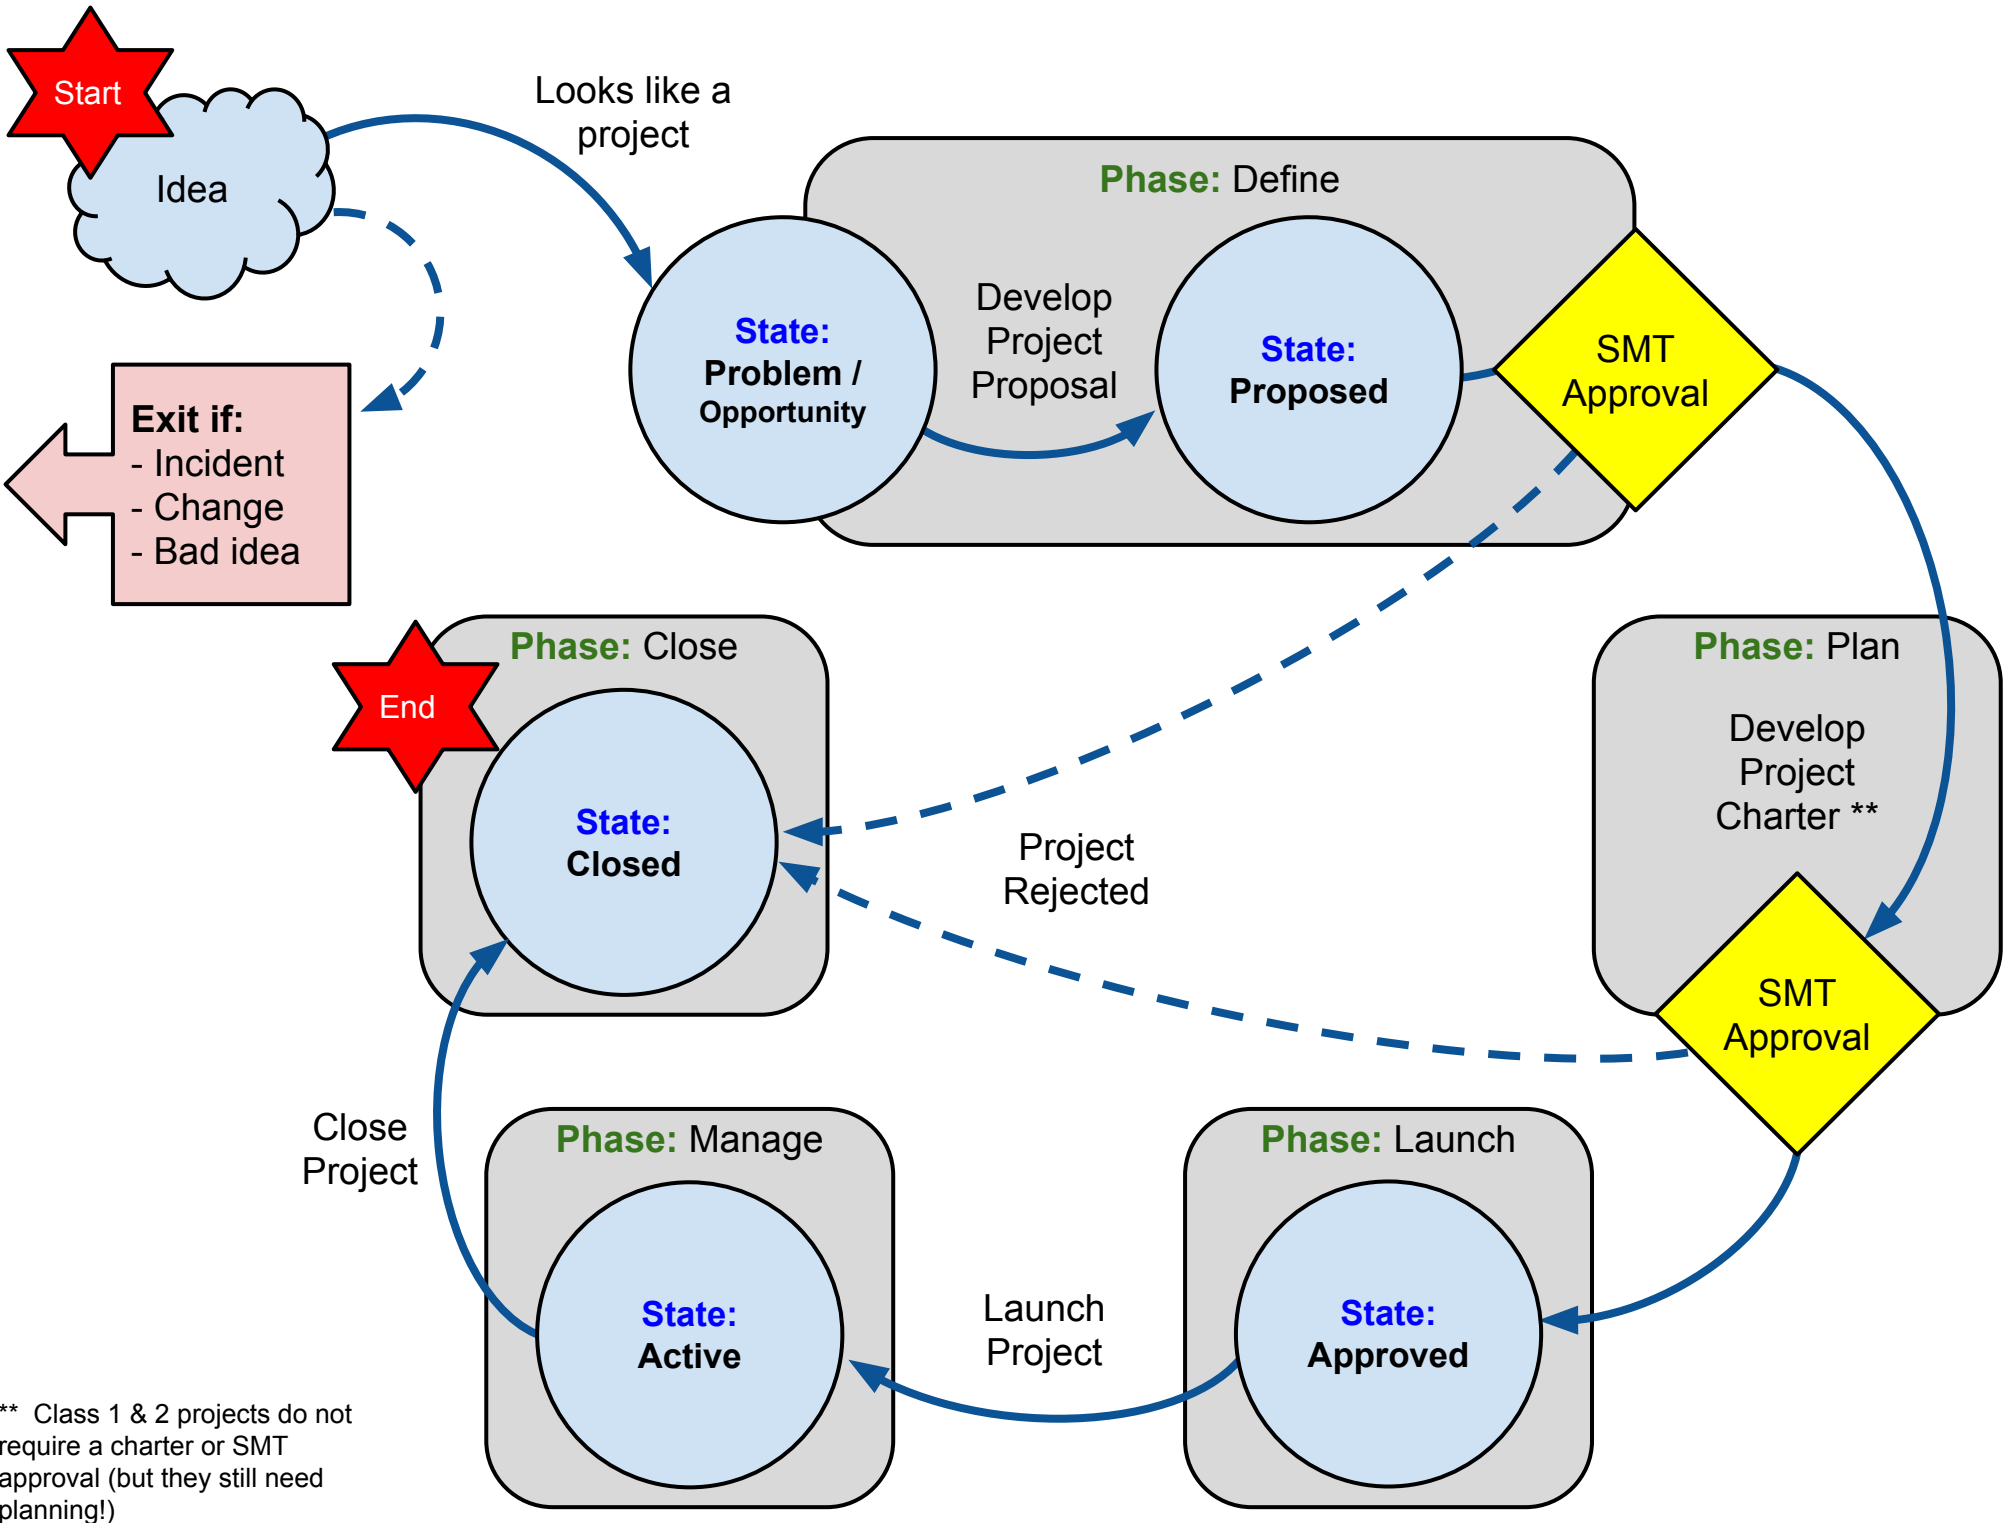 Start
Idea
Looks like a
project
Exit if:
- Incident
- Change
- Bad idea
Phase: Define
State:
Problem /
Opportunity
Develop
Project
Proposal
State:
Proposed
SMT
Approval
Phase: Plan
Develop
Project
Charter **
SMT
Approval
Project
Rejected
Phase: Close
End
State:
Closed
Close
Project
Phase: Manage
State:
Active
Launch
Project
Phase: Launch
State:
Approved
** Class 1 & 2 projects do not
require a charter or SMT
approval (but they still need
planning!)